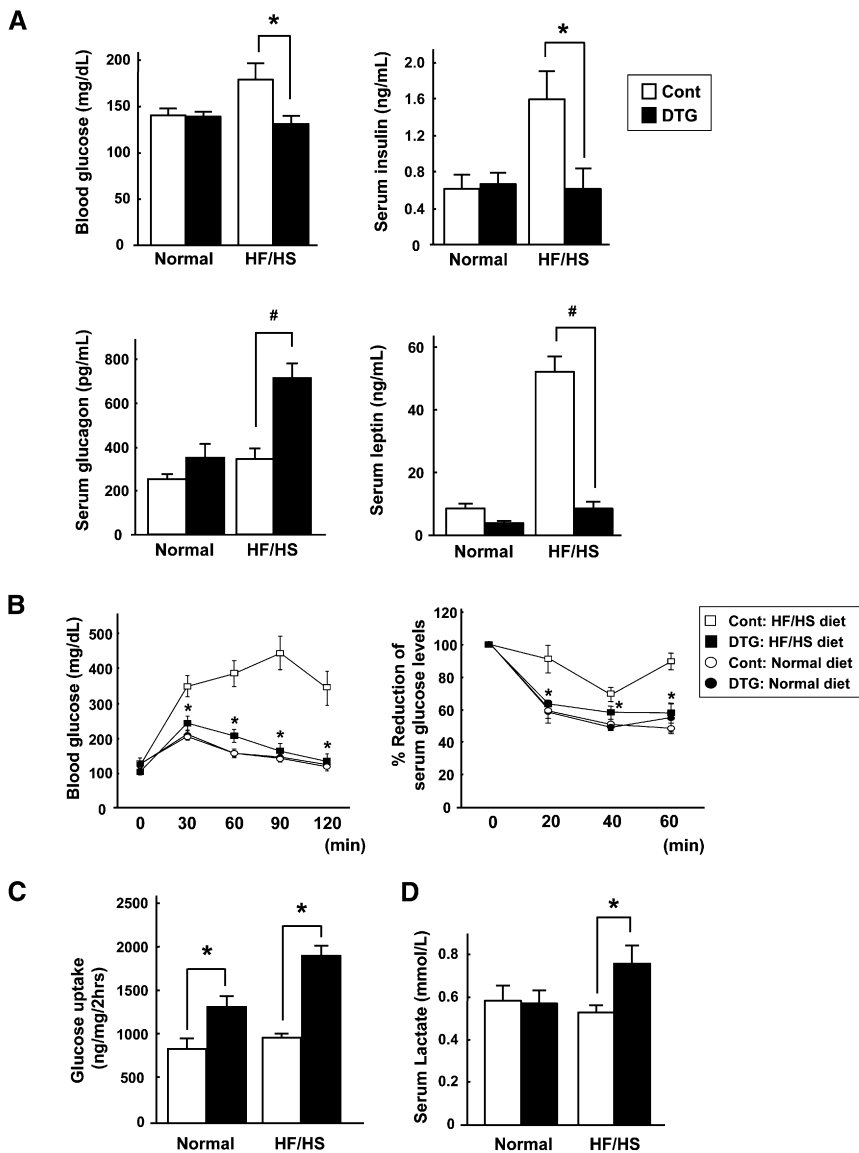 A
Blood glucose (mg/dL)
200
150
100
50
0
*
Normal
HF/HS
Serum insulin (ng/mL)
2.0
1.6
1.2
0.8
0.4
0
*
Normal
HF/HS
Cont
DTG
Serum glucagon (pg/mL)
800
600
400
200
0
#
Normal
HF/HS
Serum leptin (ng/mL)
60
40
20
0
#
Normal
HF/HS
B
Blood glucose (mg/dL)
500
400
300
200
100
0
*
*
*
*
0 30 60 90 120
(min)
% Reduction of
serum glucose levels
120
100
80
60
40
20
0
*
*
*
0 20 40 60
(min)
Cont: HF/HS diet
DTG: HF/HS diet
Cont: Normal diet
DTG: Normal diet
C
Glucose uptake
(ng/mg/2hrs)
2500
2000
1500
1000
500
0
*
*
Normal
HF/HS
D
Serum Lactate (mmol/L)
0.8
0.6
0.4
0.2
0
*
Normal
HF/HS